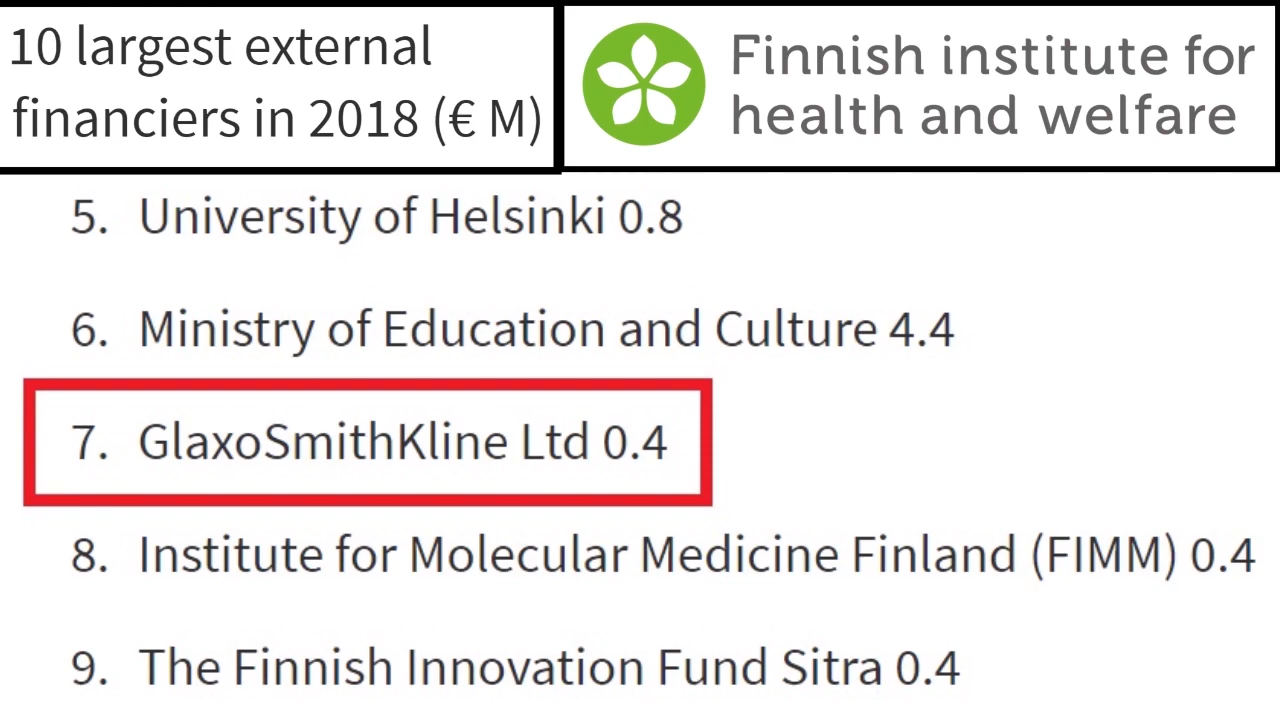 10 largest external
financiers in 2018 (€ M)
Finnish institute for
health and welfare
5. University of Helsinki 0.8
6. Ministry of Education and Culture 4.4
7. GlaxoSmithKline Ltd 0.4
8. Institute for Molecular Medicine Finland (FIMM) 0.4
9. The Finnish Innovation Fund Sitra 0.4